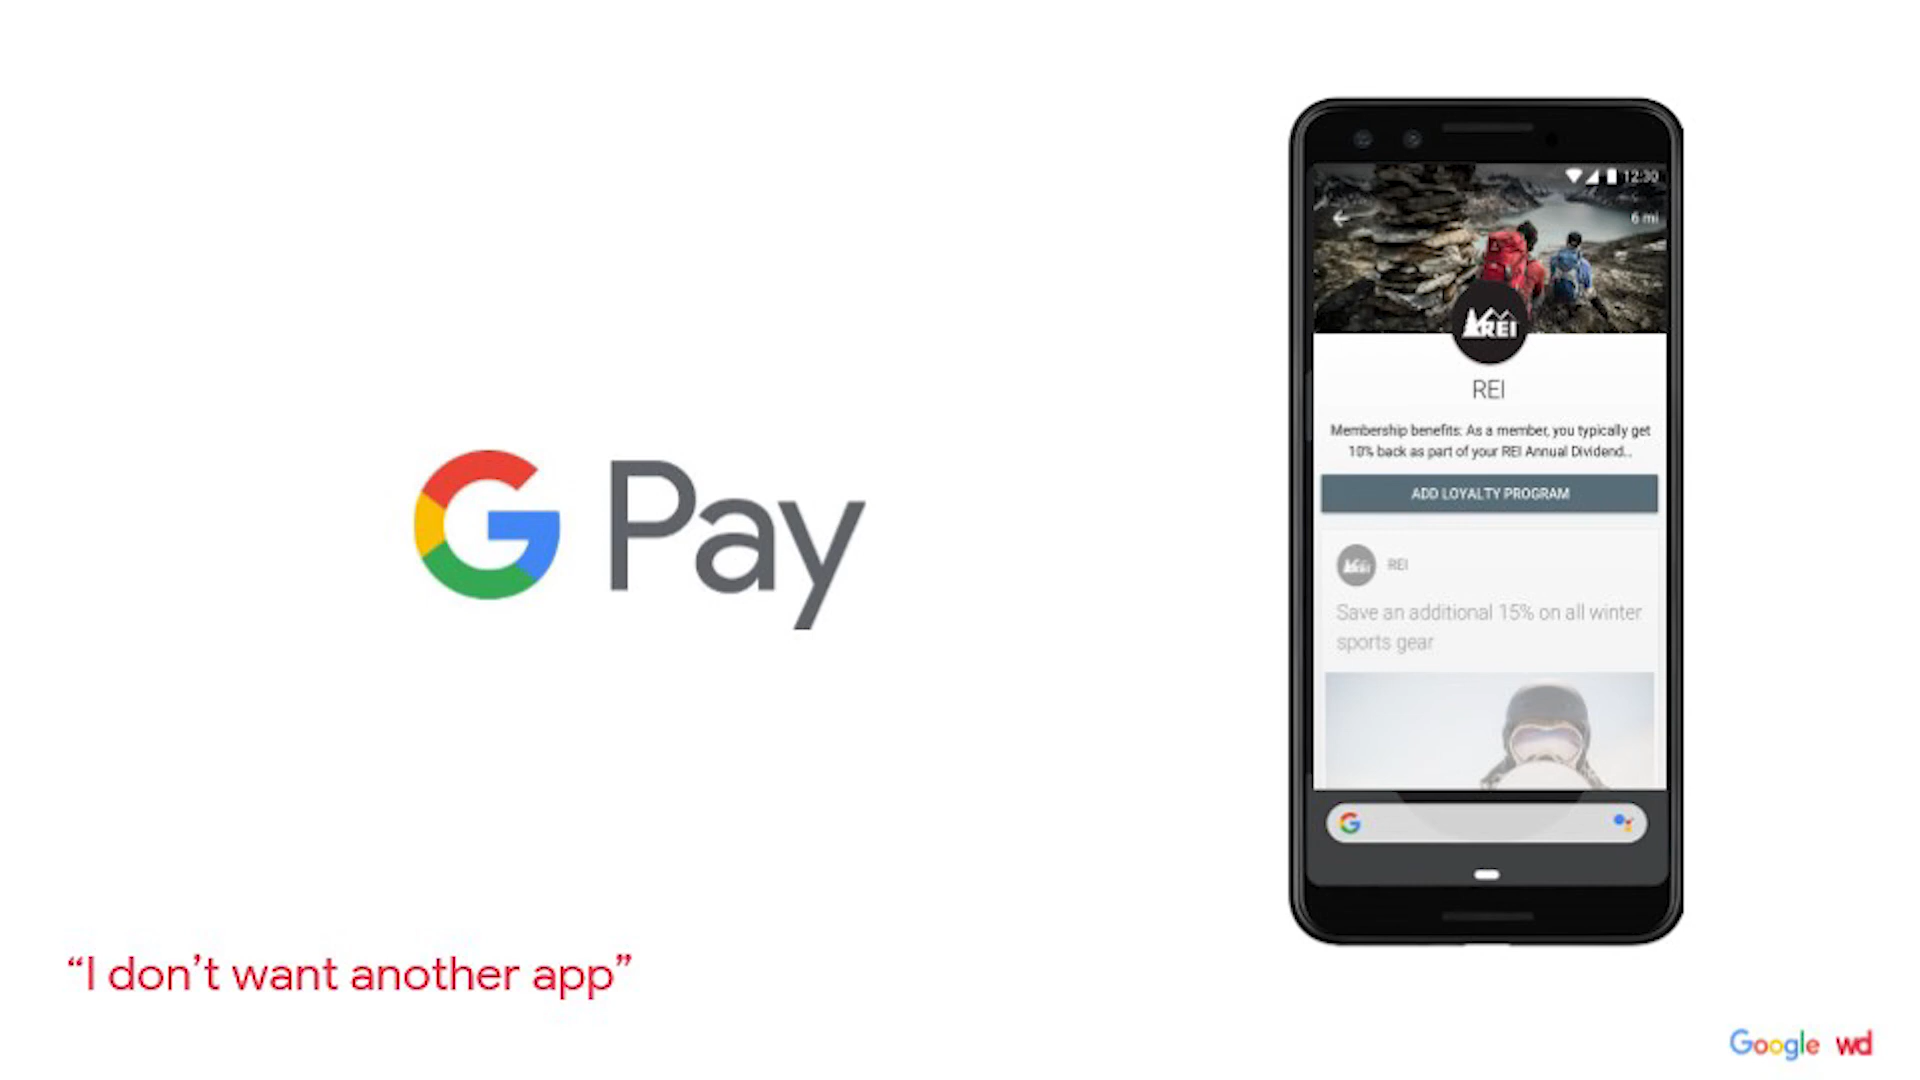 G Pay
12:30
6 mi
REI
REI
Membership benefits: As a member, you typically get
10% back as part of your REI Annual Dividend...
ADD LOYALTY PROGRAM
REI
REI
Save an additional 15% on all winter
sports gear
G
“I don’t want another app”
Google wd